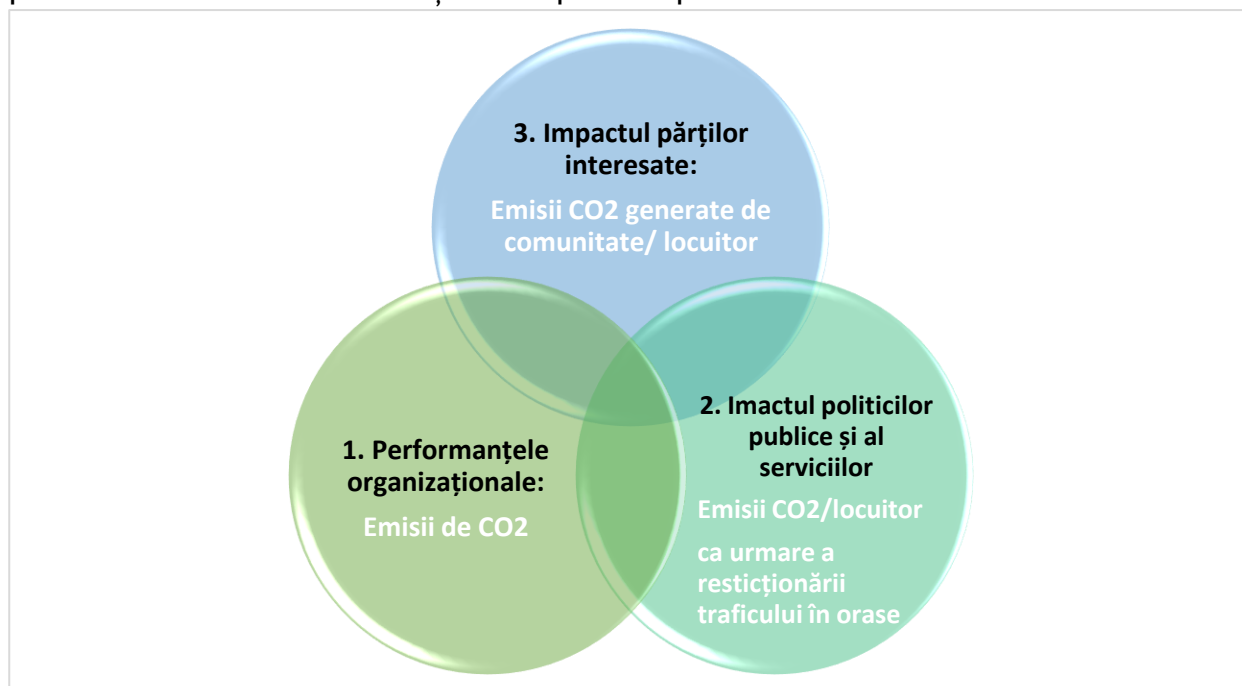 3. Impactul părților
interesate:
Emisii CO2 generate de
comunitate/ locuitor
1. Performanțele
organizaționale:
Emisii de CO2
2. Imactul politicilor
publice și al
serviciilor
Emisii CO2/locuitor
ca urmare a
resticționării
traficului în orase